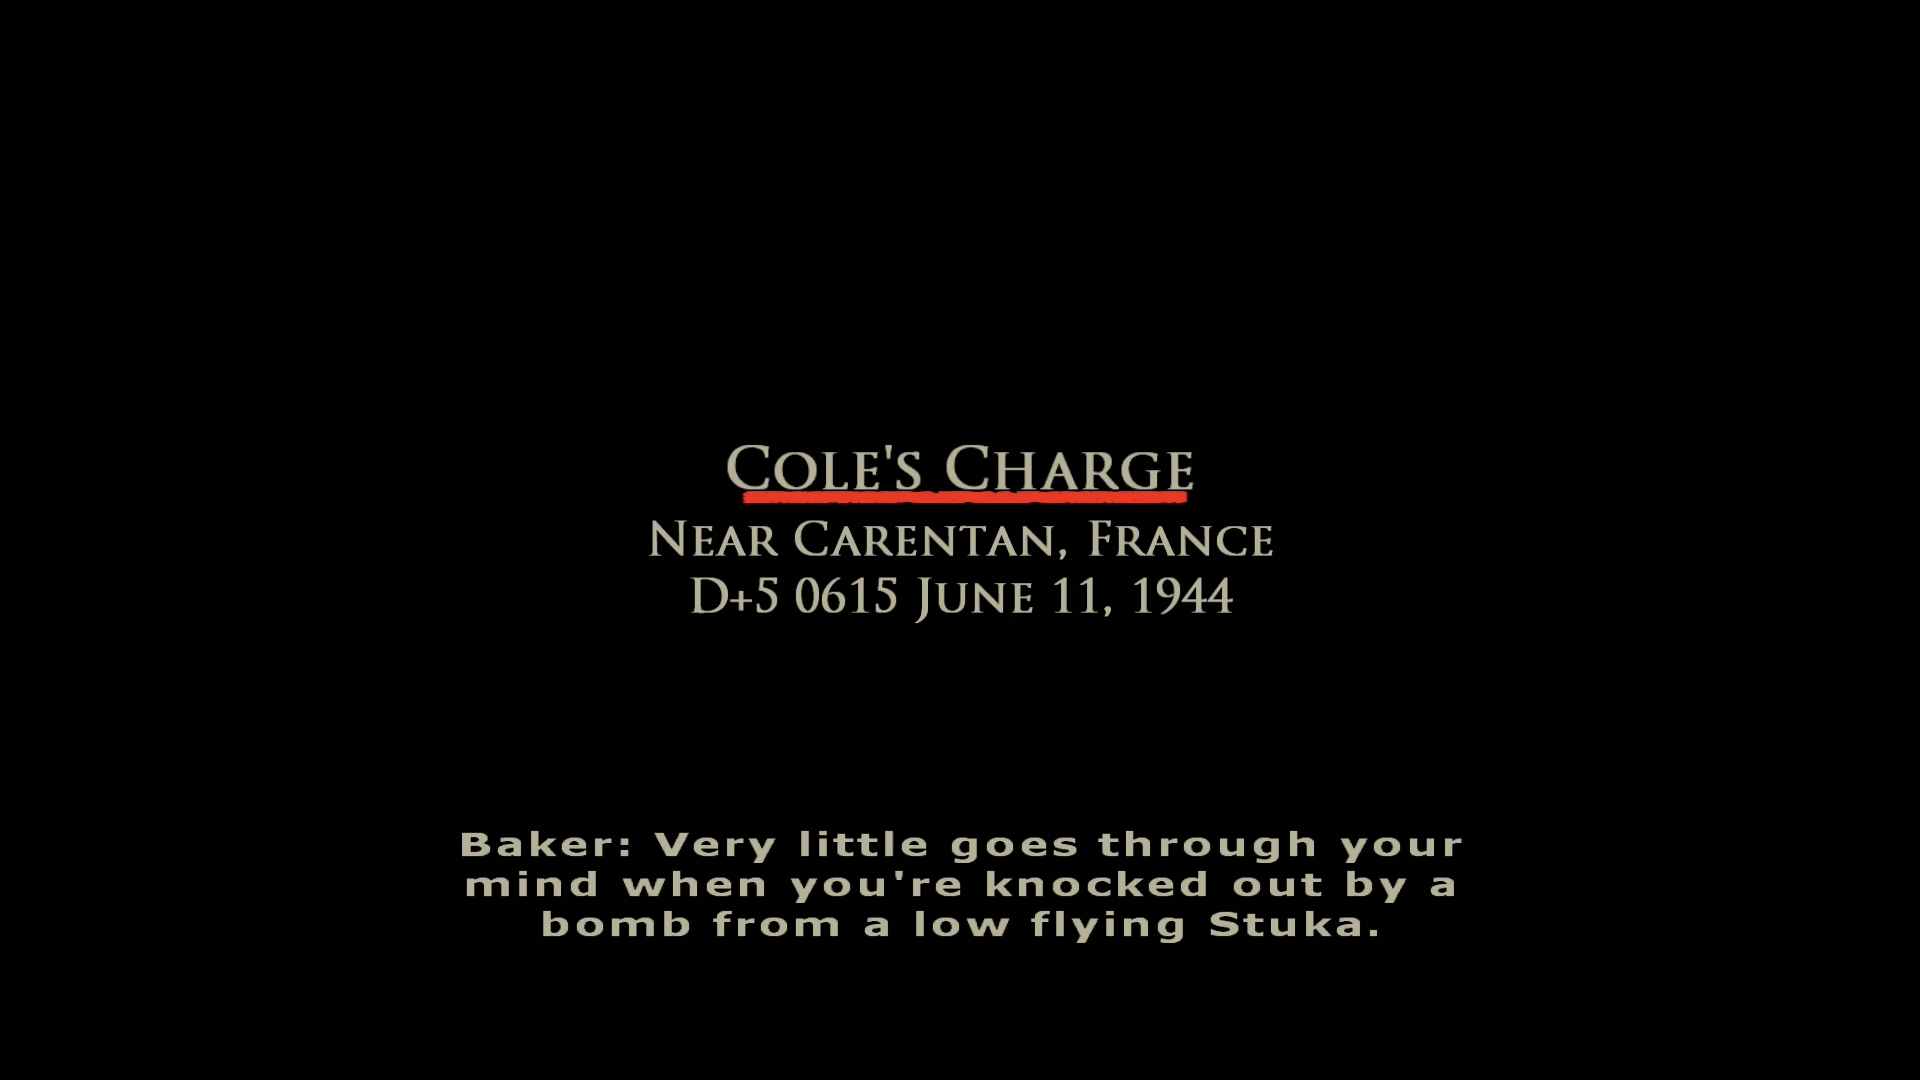 Cole's Charge
Near Carentan, France
D+5 0615 June 11, 1944
Baker: Very little goes through your
mind when you're knocked out by a
bomb from a low flying Stuka.